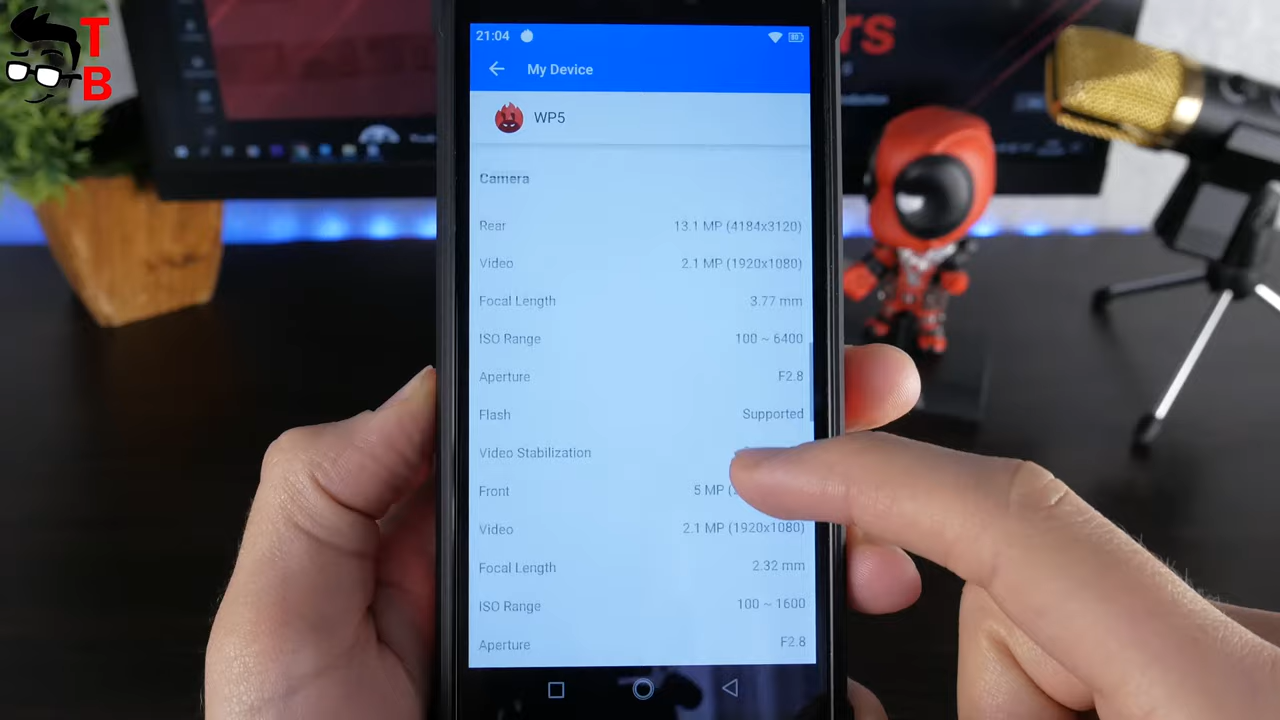 T
B
21:04
80
My Device
WP5
Camera
Rear 13.1 MP (4184x3120)
Video 2.1 MP (1920x1080)
Focal Length 3.77 mm
ISO Range 100 ~ 6400
Aperture F2.8
Flash Supported
Video Stabilization
Front 5 MP (
Video 2.1 MP (1920x1080)
Focal Length 2.32 mm
ISO Range 100 ~ 1600
Aperture F2.8
rs